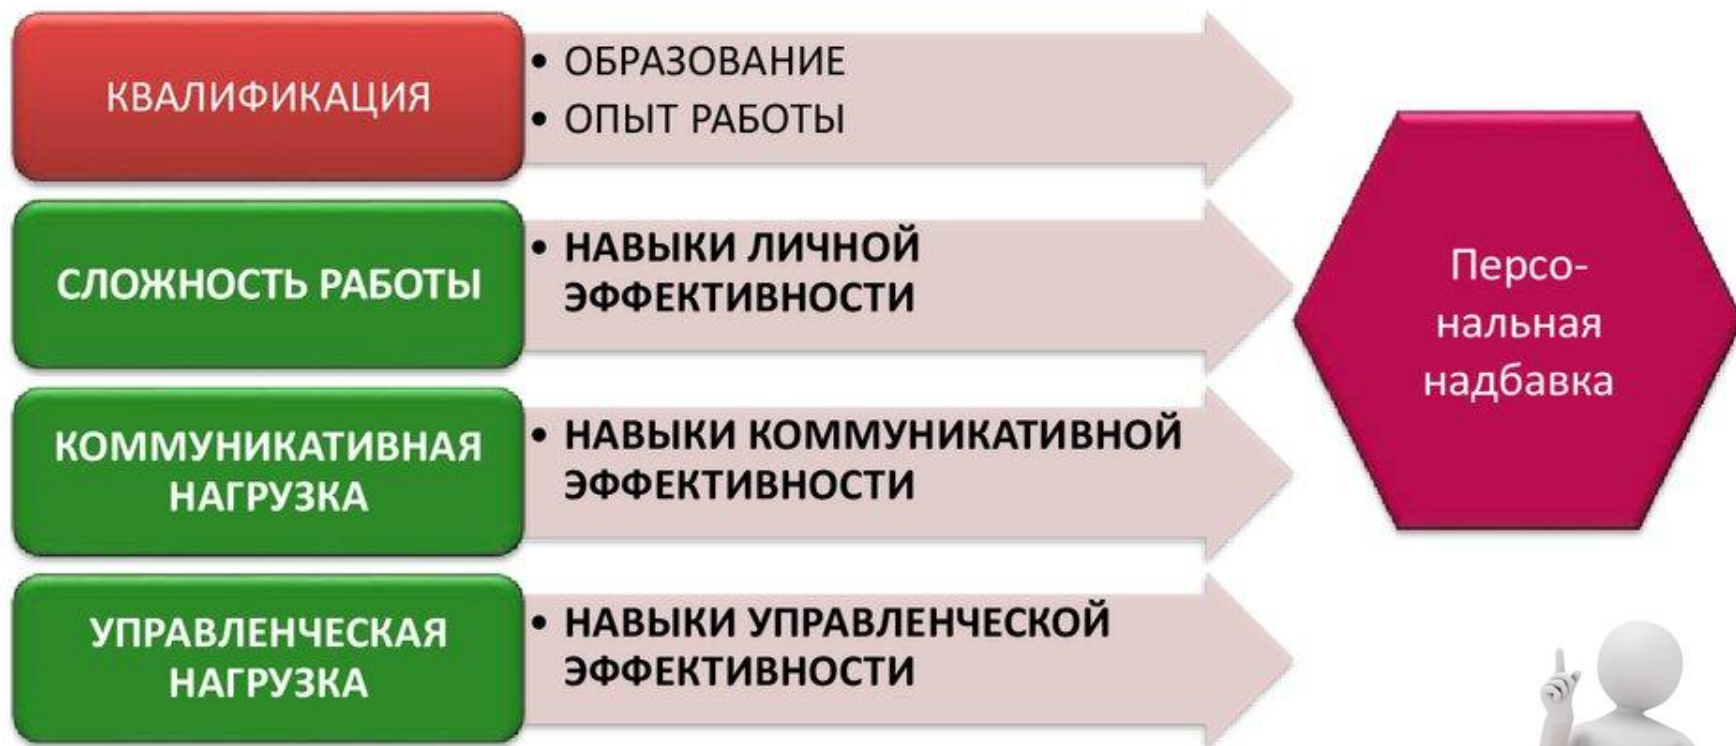 КВАЛИФИКАЦИЯ
• ОБРАЗОВАНИЕ
• ОПЫТ РАБОТЫ
СЛОЖНОСТЬ РАБОТЫ
• НАВЫКИ ЛИЧНОЙ
ЭФФЕКТИВНОСТИ
КОММУНИКАТИВНАЯ
НАГРУЗКА
• НАВЫКИ КОММУНИКАТИВНОЙ
ЭФФЕКТИВНОСТИ
УПРАВЛЕНЧЕСКАЯ
НАГРУЗКА
• НАВЫКИ УПРАВЛЕНЧЕСКОЙ
ЭФФЕКТИВНОСТИ
Персо-
нальная
надбавка